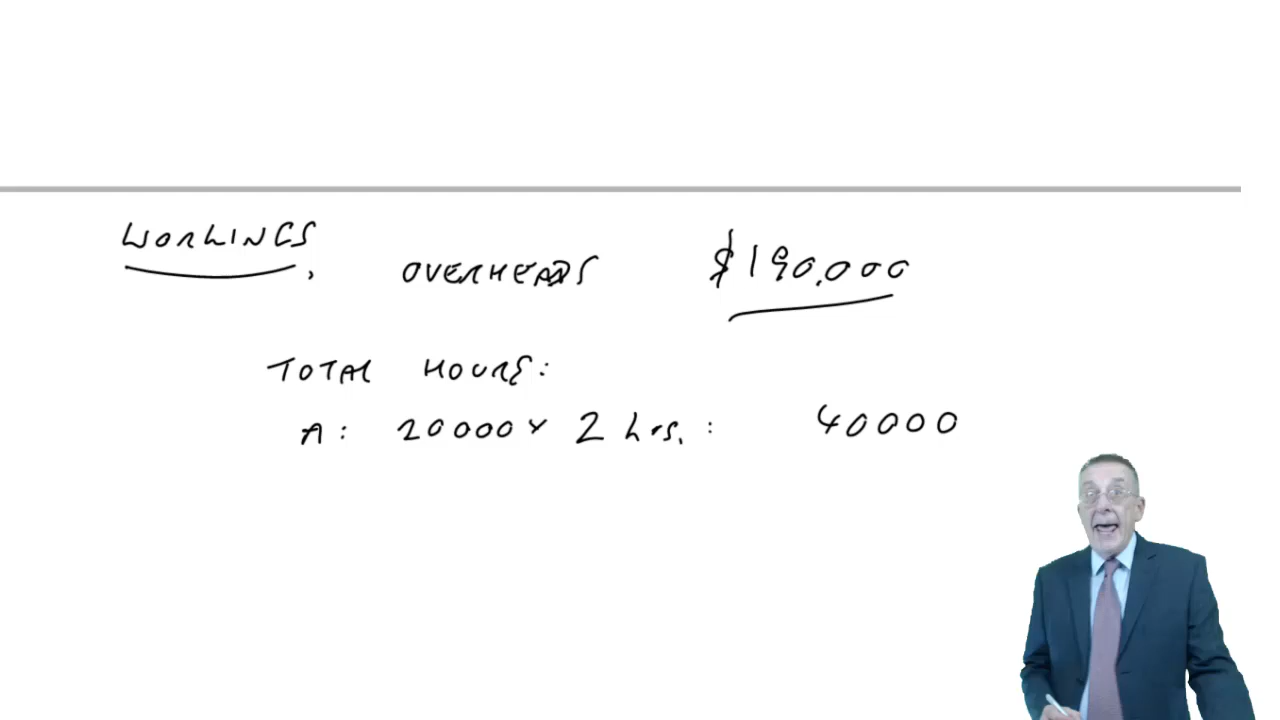 WORKINGS, OVERHEADS $190,000
TOTAL HOURS:
A: 20000 × 2 hrs. : 40000